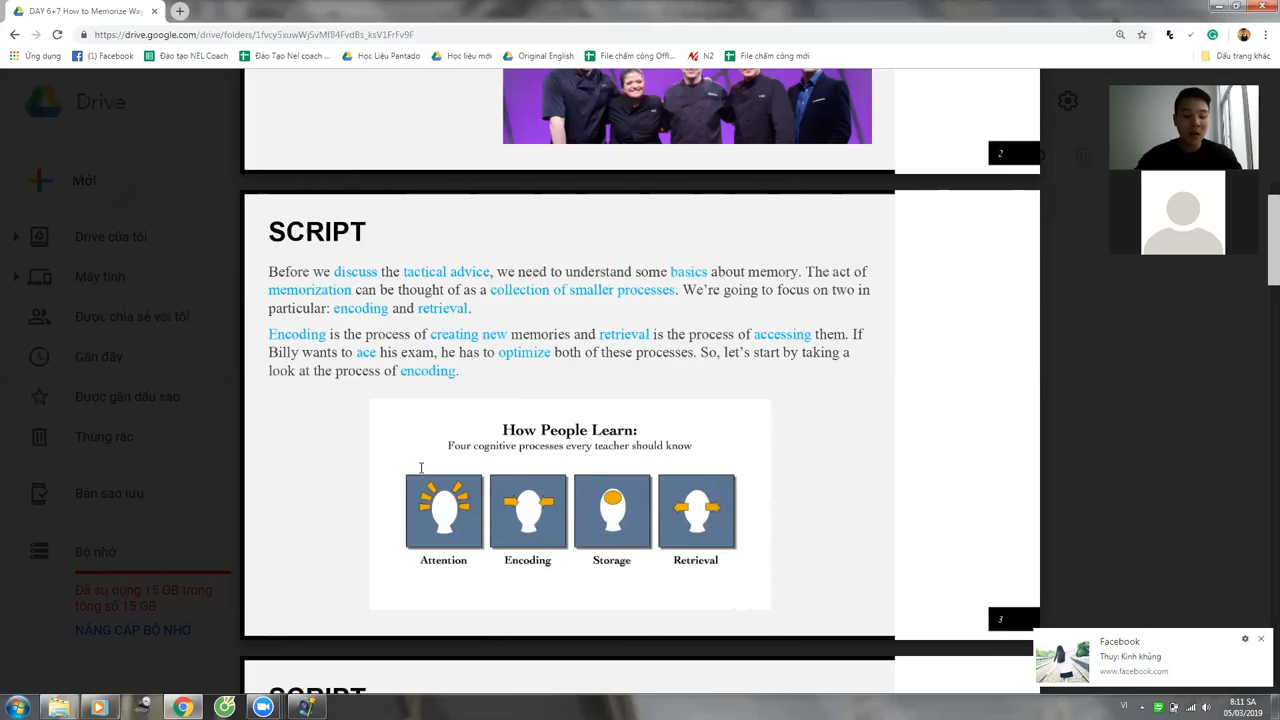 DAY 6+7 How to Memorize Way
https://drive.google.com/drive/folders/1fvcy5xuwWjSvMf84FvdBs_ksV1FrFv9F
Ứng dụng
(1) Facebook
Đào tạo NEL Coach
Đào Tạo Nel coach ...
Học Liệu Pantado
Học liệu mới
Original English
File chấm công Offl...
N2
File chấm công mới
Dấu trang khác
Drive
Mới
Drive của tôi
Máy tính
Được chia sẻ với tôi
Gần đây
Được gắn dấu sao
Thùng rác
Bản sao lưu
Bộ nhớ
Đã sử dụng 15 GB trong
tổng số 15 GB
NÂNG CẤP BỘ NHỚ
2
SCRIPT
Before we discuss the tactical advice, we need to understand some basics about memory. The act of
memorization can be thought of as a collection of smaller processes. We're going to focus on two in
particular: encoding and retrieval.
Encoding is the process of creating new memories and retrieval is the process of accessing them. If
Billy wants to ace his exam, he has to optimize both of these processes. So, let's start by taking a
look at the process of encoding.
How People Learn:
Four cognitive processes every teacher should know
Attention
Encoding
Storage
Retrieval
3
SCRIPT
Facebook
Thuy: Kinh khủng
www.facebook.com
VI
8:11 SA
05/03/2019